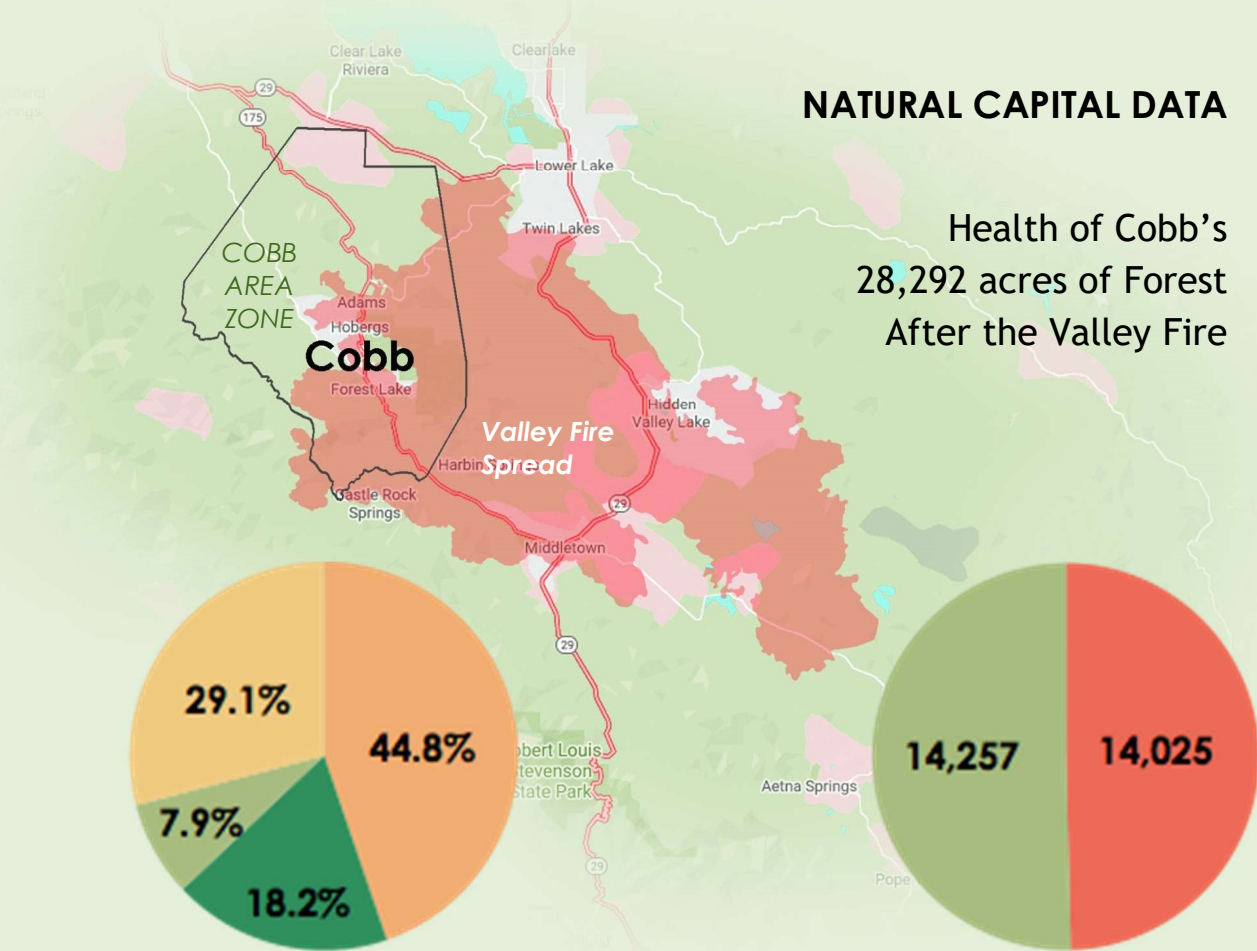 Clear Lake
Riviera
Clearlake
29
175
NATURAL CAPITAL DATA
Lower Lake
Twin Lakes
Health of Cobb's
28,292 acres of Forest
After the Valley Fire
COBB
AREA
ZONE
Adams
Hobergs
Cobb
Forest Lake
Hidden
Valley Lake
Valley Fire
Spread
Harbin
Castle Rock
Springs
29
Middletown
29
29.1%
44.8%
7.9%
18.2%
State Park
Aetna Springs
14,257
14,025
29
Pope